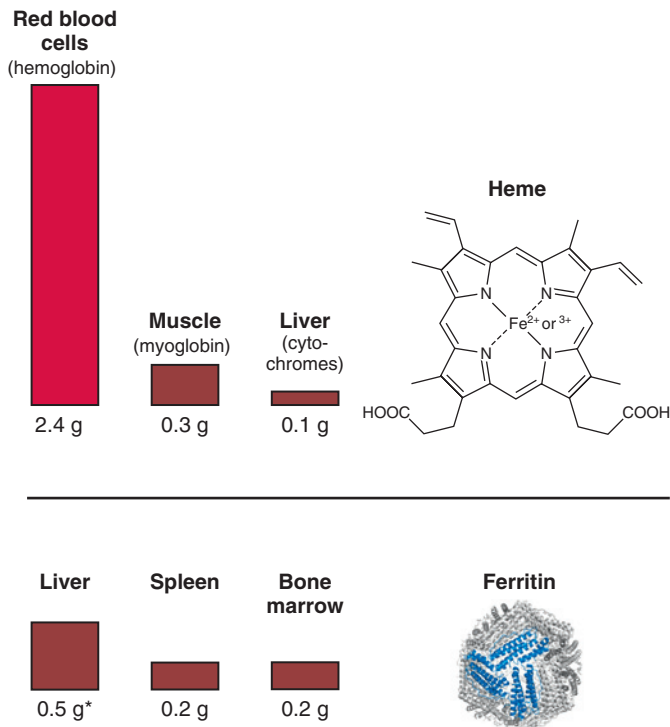 Red blood
cells
(hemoglobin)
Heme
N
N
Fe2+ or 3+
Muscle
(myoglobin)
Liver
(cyto-
chromes)
N
N
HOOC
COOH
2.4 g
0.3 g
0.1 g
Liver
Spleen
Bone
marrow
Ferritin
0.5 g*
0.2 g
0.2 g